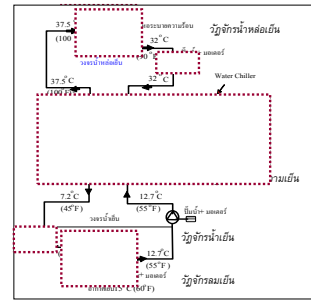 37.5
(100
อระบายความร้อน
วัฏจักรน้ำหล่อเย็น
32°C
มอเตอร์
วงจรน้ำหล่อเย็น
37.5°C
(100°F)
32°C
Water Chiller
ามเย็น
7.2°C
(45°F)
12.7°C
(55°F)
ปั๊มน้ำ+ มอเตอร์
วงจรน้ำเย็น
วัฏจักรน้ำเย็น
12.7°C
(55°F)
+ มอเตอร์
วัฏจักรลมเย็น
C (60°F)